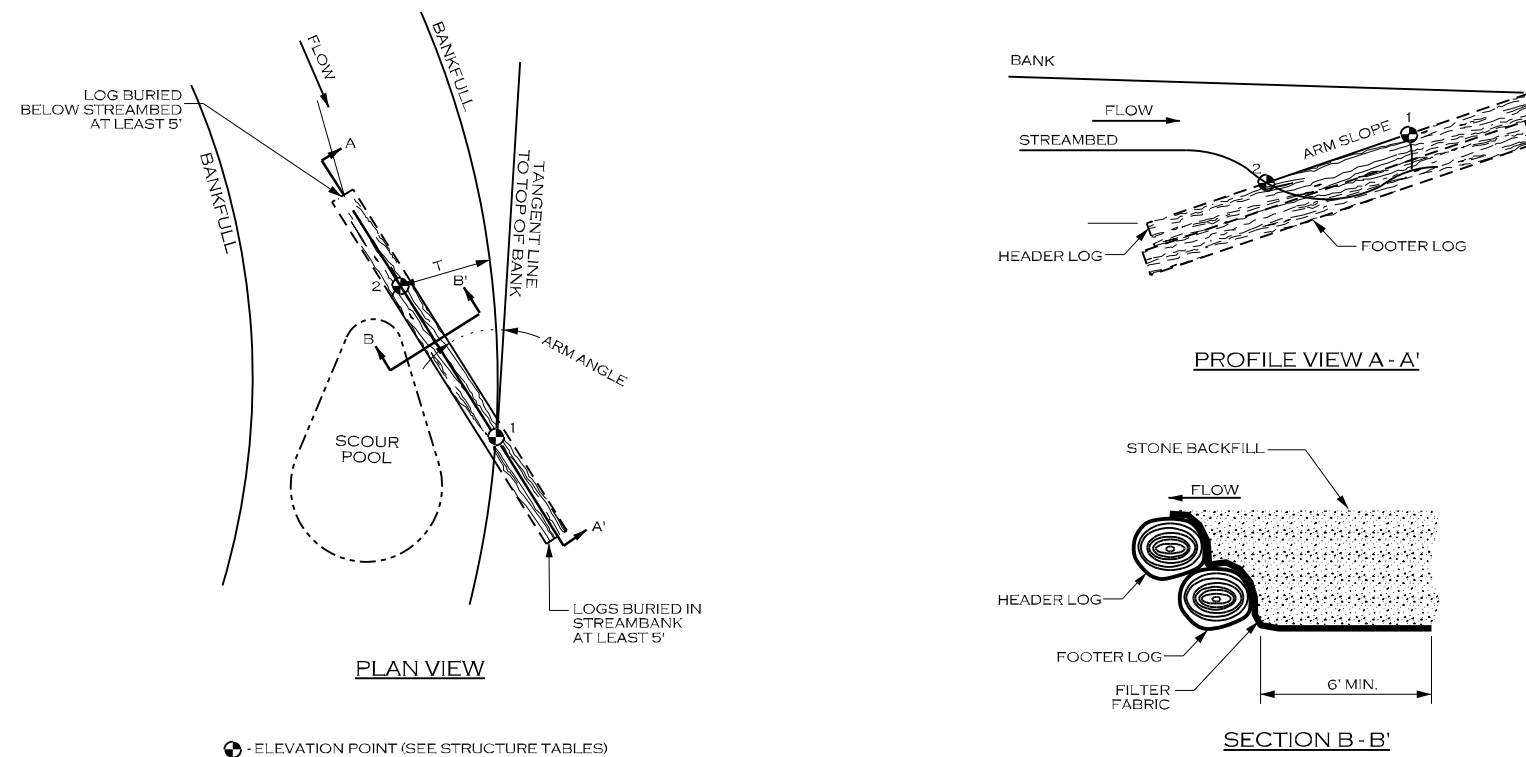 FLOW
BANKFULL
LOG BURIED
BELOW STREAMBED
AT LEAST 5'
A
BANKFULL
TANGENT LINE
TO TOP OF BANK
T
2
B'
B
ARM ANGLE
1
SCOUR
POOL
A'
LOGS BURIED IN
STREAMBANK
AT LEAST 5'
PLAN VIEW
- ELEVATION POINT (SEE STRUCTURE TABLES)
BANK
FLOW
STREAMBED
ARM SLOPE
1
2
HEADER LOG
FOOTER LOG
PROFILE VIEW A - A'
STONE BACKFILL
FLOW
HEADER LOG
FOOTER LOG
FILTER
FABRIC
6' MIN.
SECTION B - B'